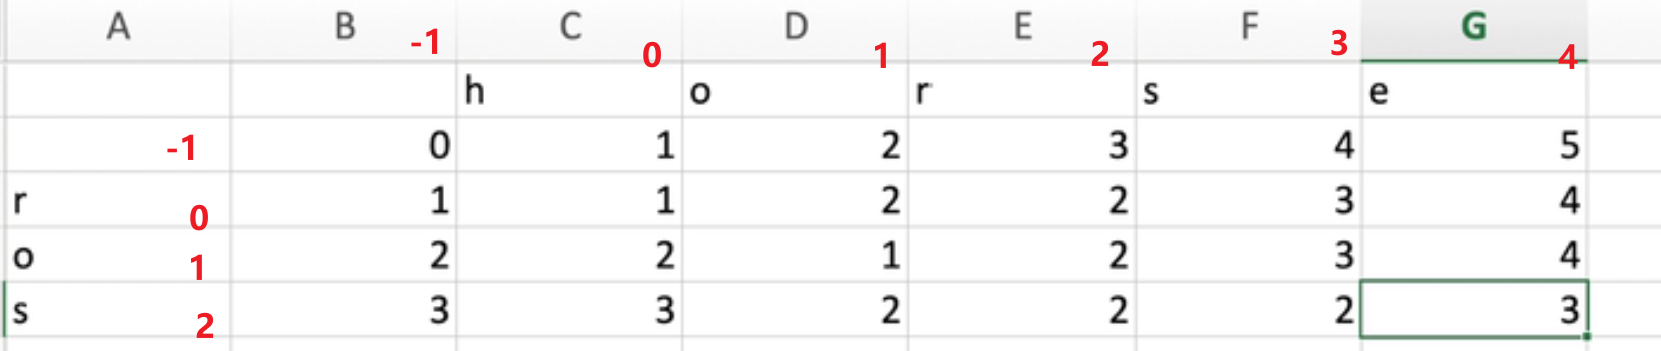 A B -1 C 0 D 1 E 2 F 3 G 4
h o r s e
-1 0 1 2 3 4 5
r 0 1 1 2 2 3 4
o 1 2 2 1 2 3 4
s 2 3 3 2 2 2 3